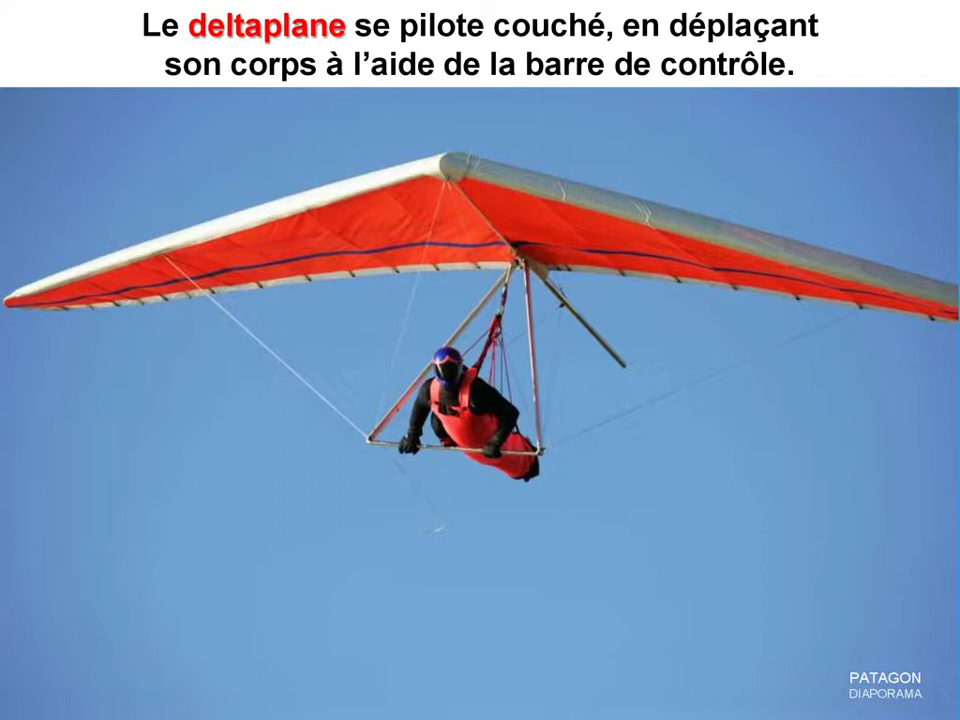 Le deltaplane se pilote couché, en déplaçant
son corps à l’aide de la barre de contrôle.
PATAGON
DIAPORAMA